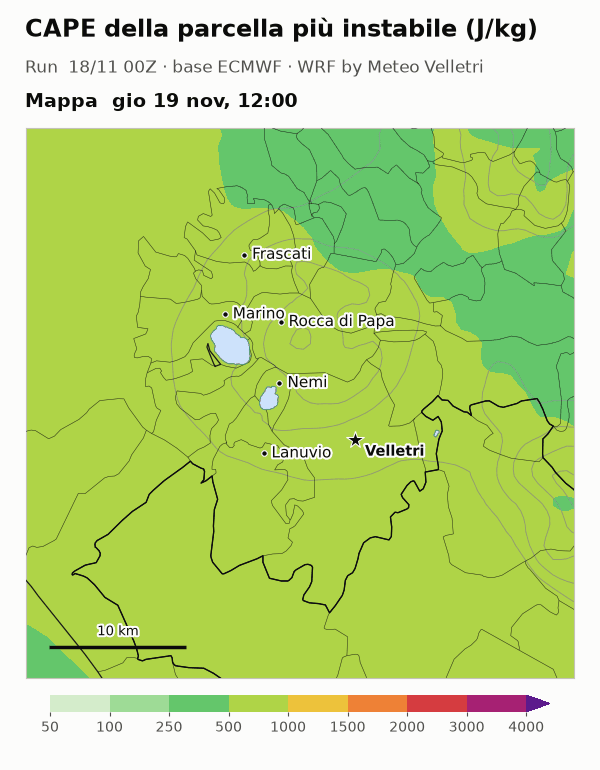 CAPE della parcella più instabile (J/kg)
Run  18/11 00Z · base ECMWF · WRF by Meteo Velletri
Mappa  gio 19 nov, 12:00
Frascati
Marino
Rocca di Papa
Nemi
Velletri
Lanuvio
10 km
50 100 250 500 1000 1500 2000 3000 4000